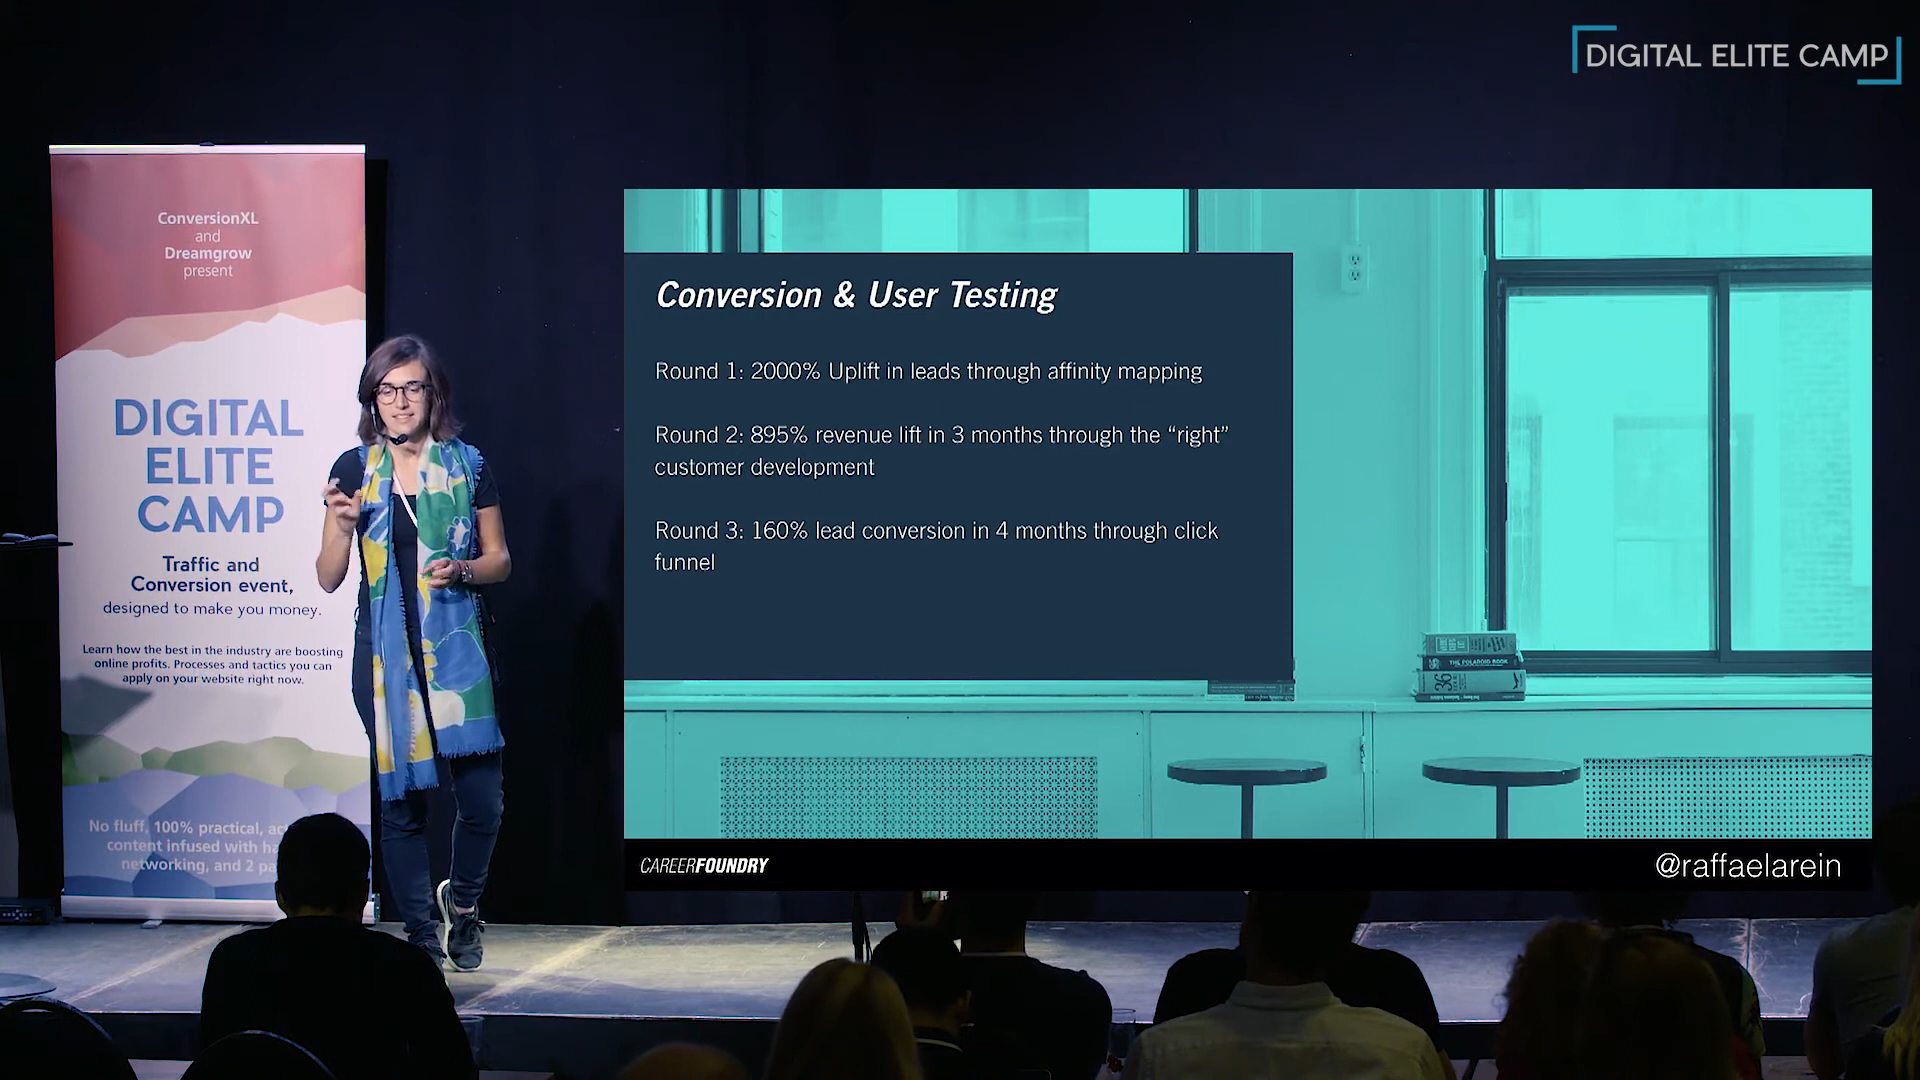 DIGITAL ELITE CAMP
ConversionXL
and
Dreamgrow
present
DIGITAL
ELITE
CAMP
Traffic and
Conversion event,
designed to make you money.
Learn how the best in the industry are boosting
online profits. Processes and tactics you can
apply on your website right now.
No fluff, 100% practical,
content infused with
networking, and 2
Conversion & User Testing
Round 1: 2000% Uplift in leads through affinity mapping
Round 2: 895% revenue lift in 3 months through the “right”
customer development
Round 3: 160% lead conversion in 4 months through click
funnel
THE POLAROID BOOK
36
CAREERFOUNDRY
@raffaelarein